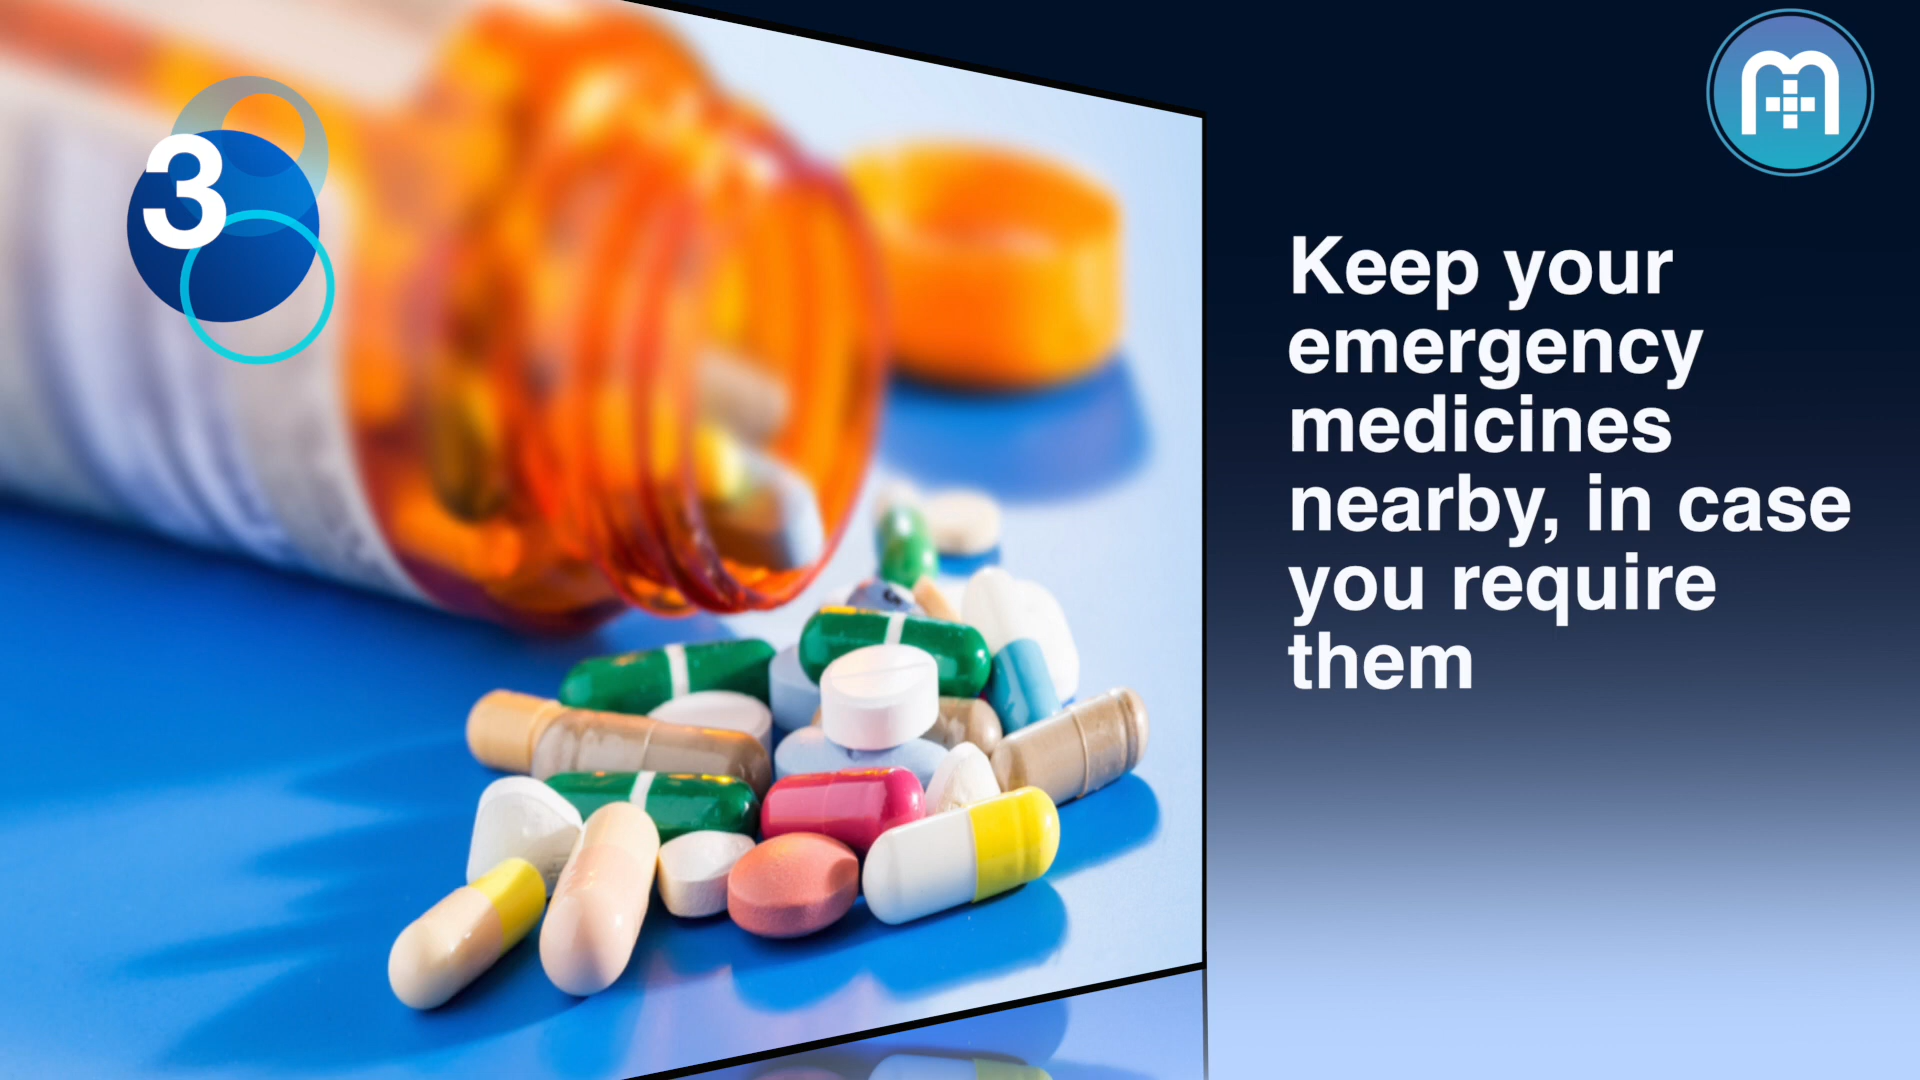 3
Keep your
emergency
medicines
nearby, in case
you require
them